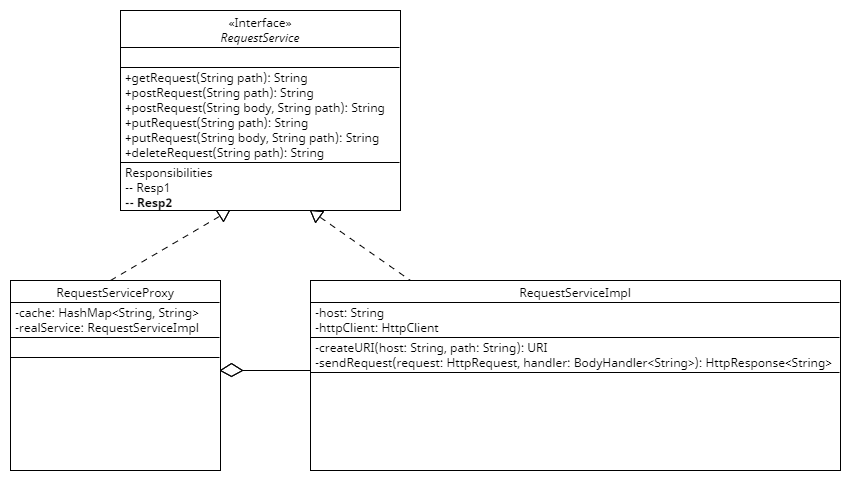 «Interface»
RequestService
+getRequest(String path): String
+postRequest(String path): String
+postRequest(String body, String path): String
+putRequest(String path): String
+putRequest(String body, String path): String
+deleteRequest(String path): String
Responsibilities
-- Resp1
-- Resp2
RequestServiceProxy
-cache: HashMap<String, String>
-realService: RequestServiceImpl
RequestServiceImpl
-host: String
-httpClient: HttpClient
-createURI(host: String, path: String): URI
-sendRequest(request: HttpRequest, handler: BodyHandler<String>): HttpResponse<String>